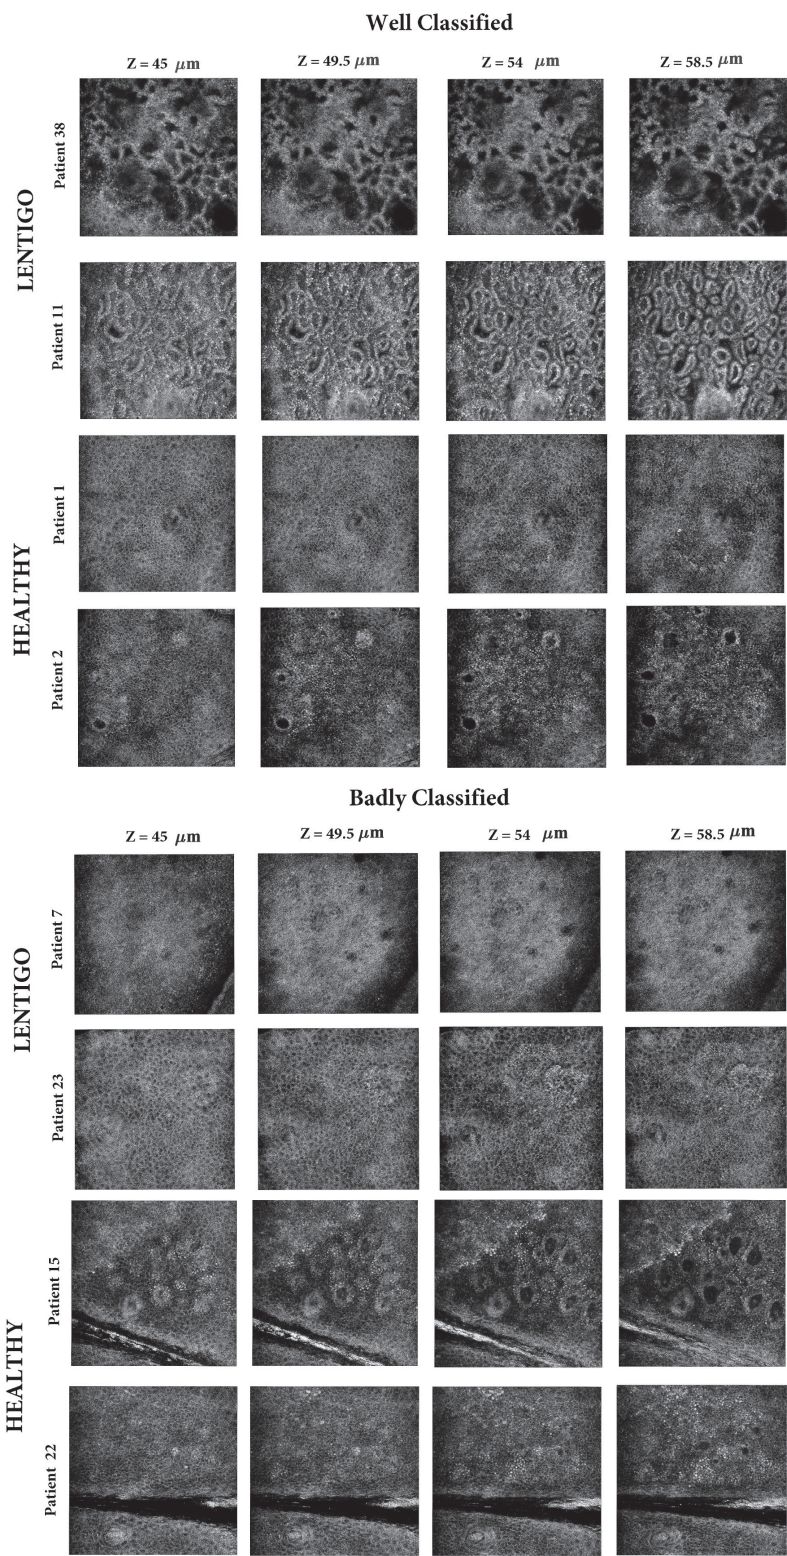 Well Classified
Z = 45 μm
Z = 49.5 μm
Z = 54 μm
Z = 58.5 μm
LENTIGO
Patient 38
Patient 11
HEALTHY
Patient 1
Patient 2
Badly Classified
Z = 45 μm
Z = 49.5 μm
Z = 54 μm
Z = 58.5 μm
LENTIGO
Patient 7
Patient 23
HEALTHY
Patient 15
Patient 22